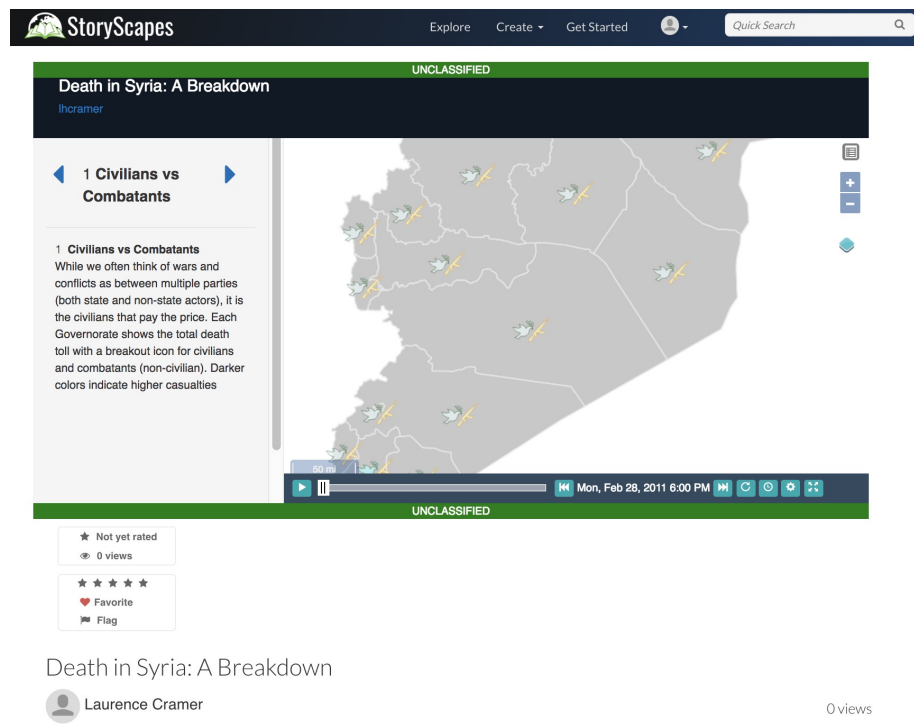 StoryScapes
Explore Create Get Started Quick Search
UNCLASSIFIED
Death in Syria: A Breakdown
lhcramer
1 Civilians vs
Combatants
1 Civilians vs Combatants
While we often think of wars and
conflicts as between multiple parties
(both state and non-state actors), it is
the civilians that pay the price. Each
Governorate shows the total death
toll with a breakout icon for civilians
and combatants (non-civilian). Darker
colors indicate higher casualties
50 mi
Mon, Feb 28, 2011 6:00 PM
UNCLASSIFIED
Not yet rated
0 views
Favorite
Flag
Death in Syria: A Breakdown
Laurence Cramer
0 views